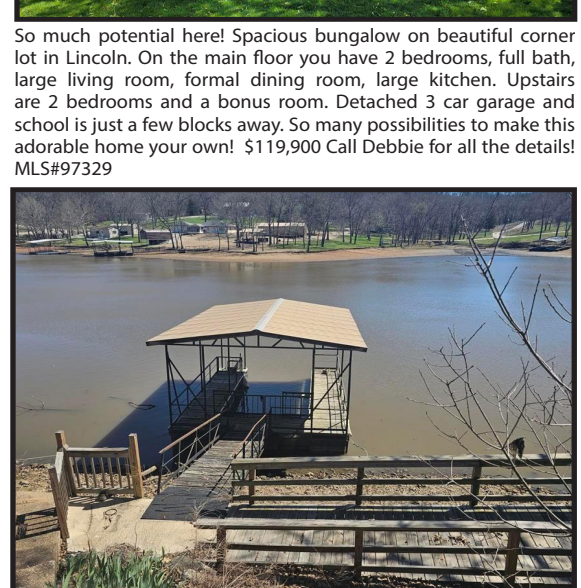 So much potential here! Spacious bungalow on beautiful corner
lot in Lincoln. On the main floor you have 2 bedrooms, full bath,
large living room, formal dining room, large kitchen. Upstairs
are 2 bedrooms and a bonus room. Detached 3 car garage and
school is just a few blocks away. So many possibilities to make this
adorable home your own!  $119,900 Call Debbie for all the details!
MLS#97329